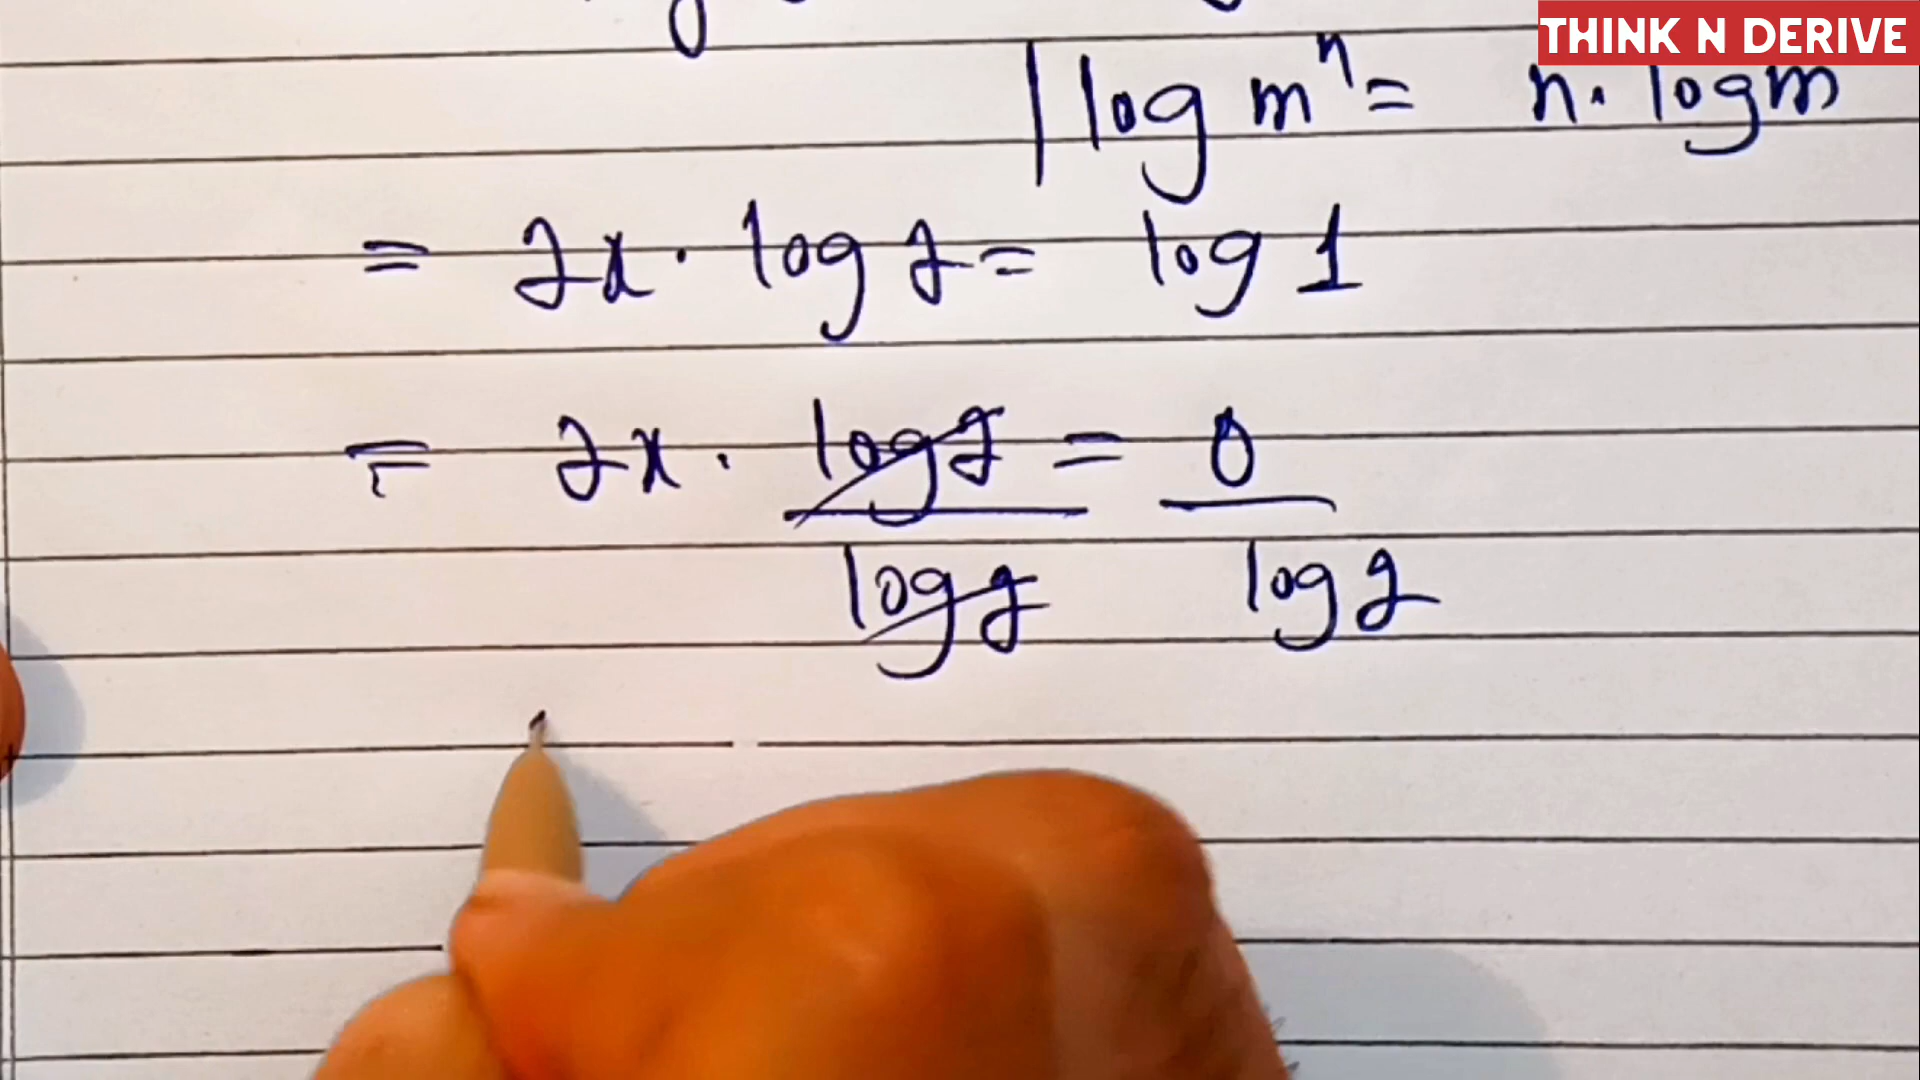 THINK N DERIVE
| log mⁿ = n. log m
= 2x . log 2 = log 1
= 2x . log 2 = 0
log 2 log 2